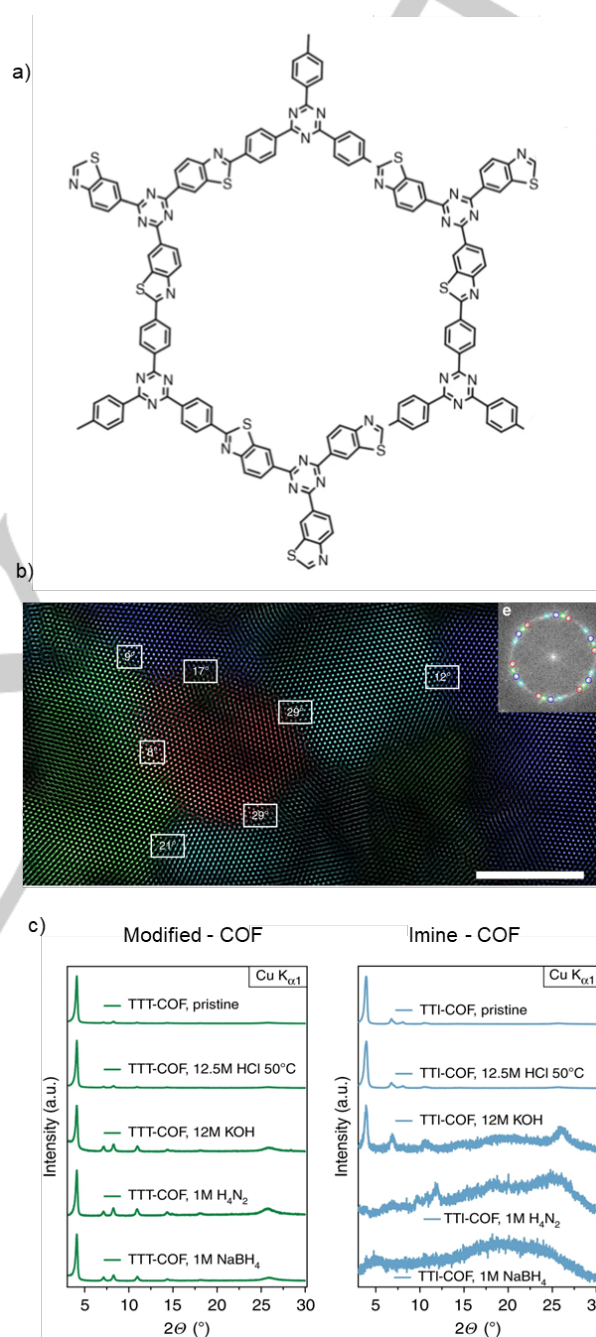 a)
N
N
N
N
S
N
S
S
N
N
S
N
N
N
N
N
N
N
N
S
N
S
N
N
N
N
N
N
N
S
N
N
S
N
N
N
S
N
b)
e
9°
17°
12°
29°
8°
29°
21°
c)
Modified - COF
Imine - COF
Cu Kα1
TTT-COF, pristine
TTT-COF, 12.5M HCl 50°C
TTT-COF, 12M KOH
TTT-COF, 1M H4N2
TTT-COF, 1M NaBH4
Intensity (a.u.)
5 10 15 20 25 30
2Θ (°)
Cu Kα1
TTI-COF, pristine
TTI-COF, 12.5M HCl 50°C
TTI-COF, 12M KOH
TTI-COF, 1M H4N2
TTI-COF, 1M NaBH4
Intensity (a.u.)
5 10 15 20 25 30
2Θ (°)